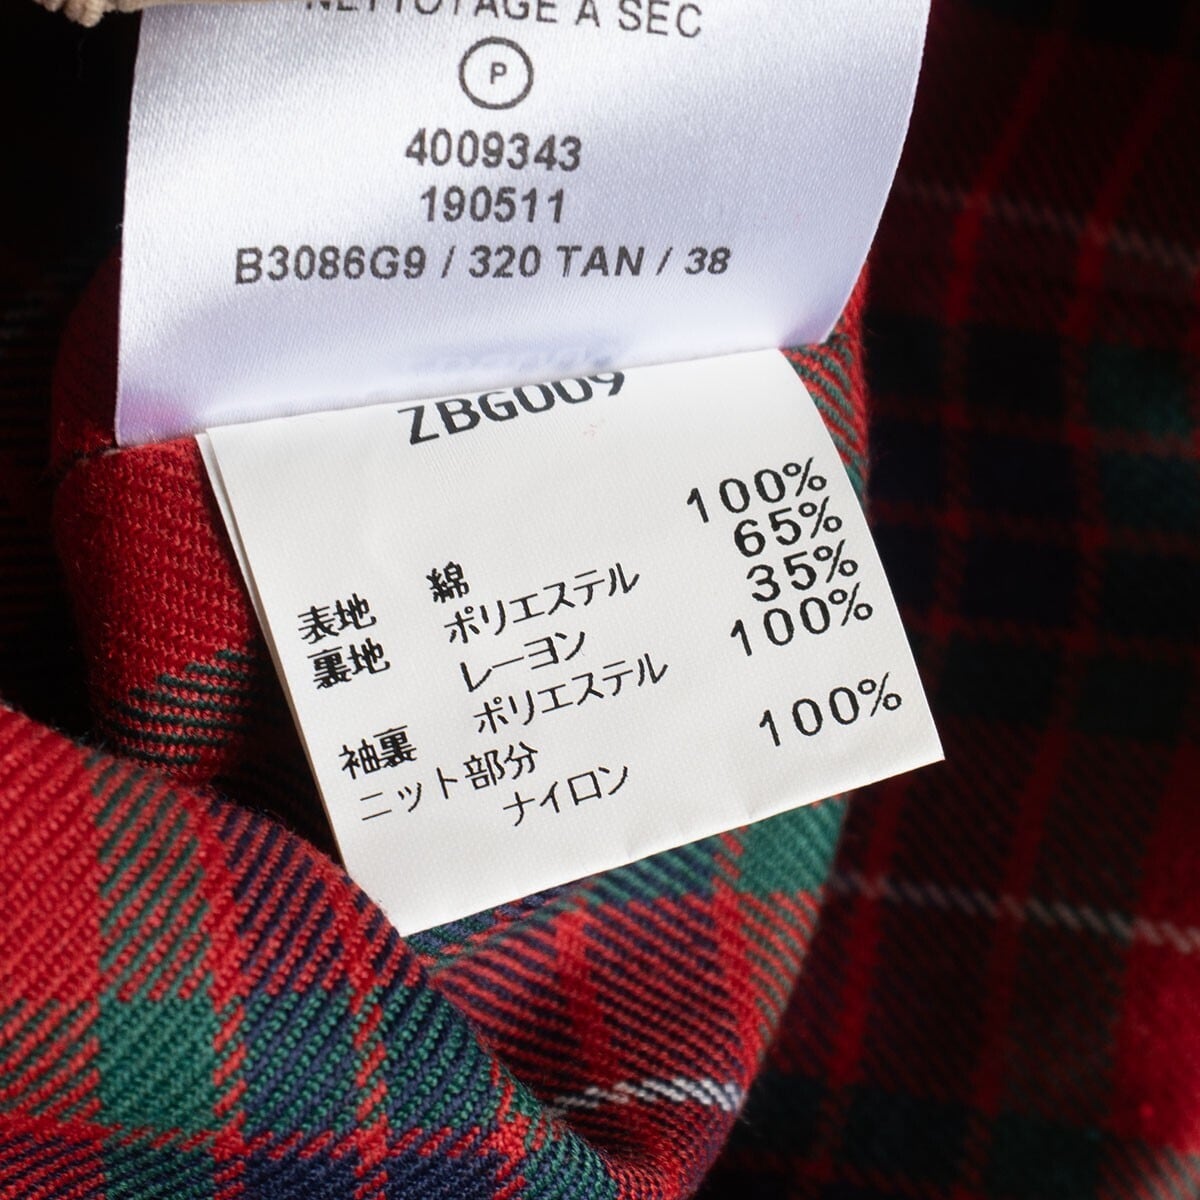 NETTOYAGE A SEC
P
4009343
190511
B3086G9 / 320 TAN / 38
ZBG009
表地 綿 100%
裏地 ポリエステル 65%
レーヨン 35%
袖裏 ポリエステル 100%
ニット部分
ナイロン 100%